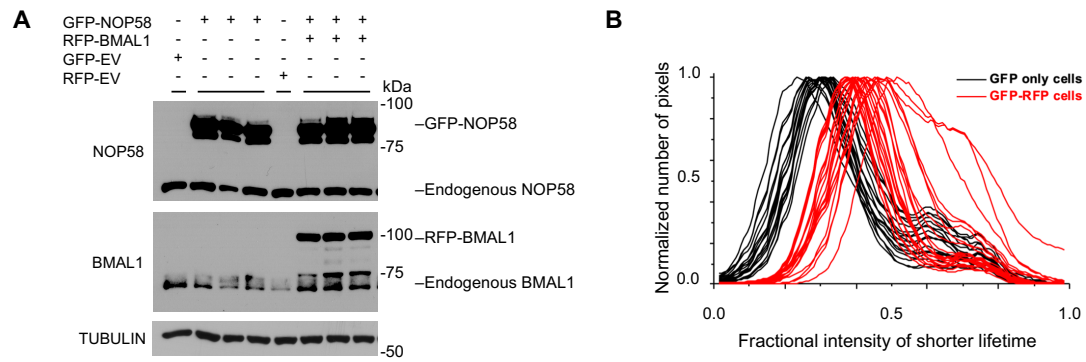 A
GFP-NOP58 - + + + - + + +
RFP-BMAL1 - - - - - + + +
GFP-EV + - - - - - - -
RFP-EV - - - - + - - -
kDa
-100
NOP58
–GFP-NOP58
-75
–Endogenous NOP58
BMAL1
-100
–RFP-BMAL1
-75
–Endogenous BMAL1
TUBULIN
-50
B
Normalized number of pixels
1.0
0.5
0.0
GFP only cells
GFP-RFP cells
0.0 0.5 1.0
Fractional intensity of shorter lifetime